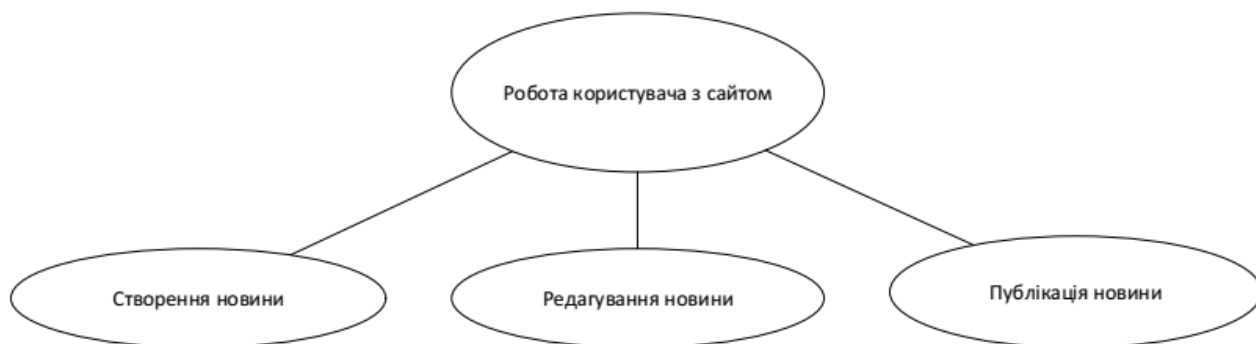 Робота користувача з сайтом
Створення новини
Редагування новини
Публікація новини